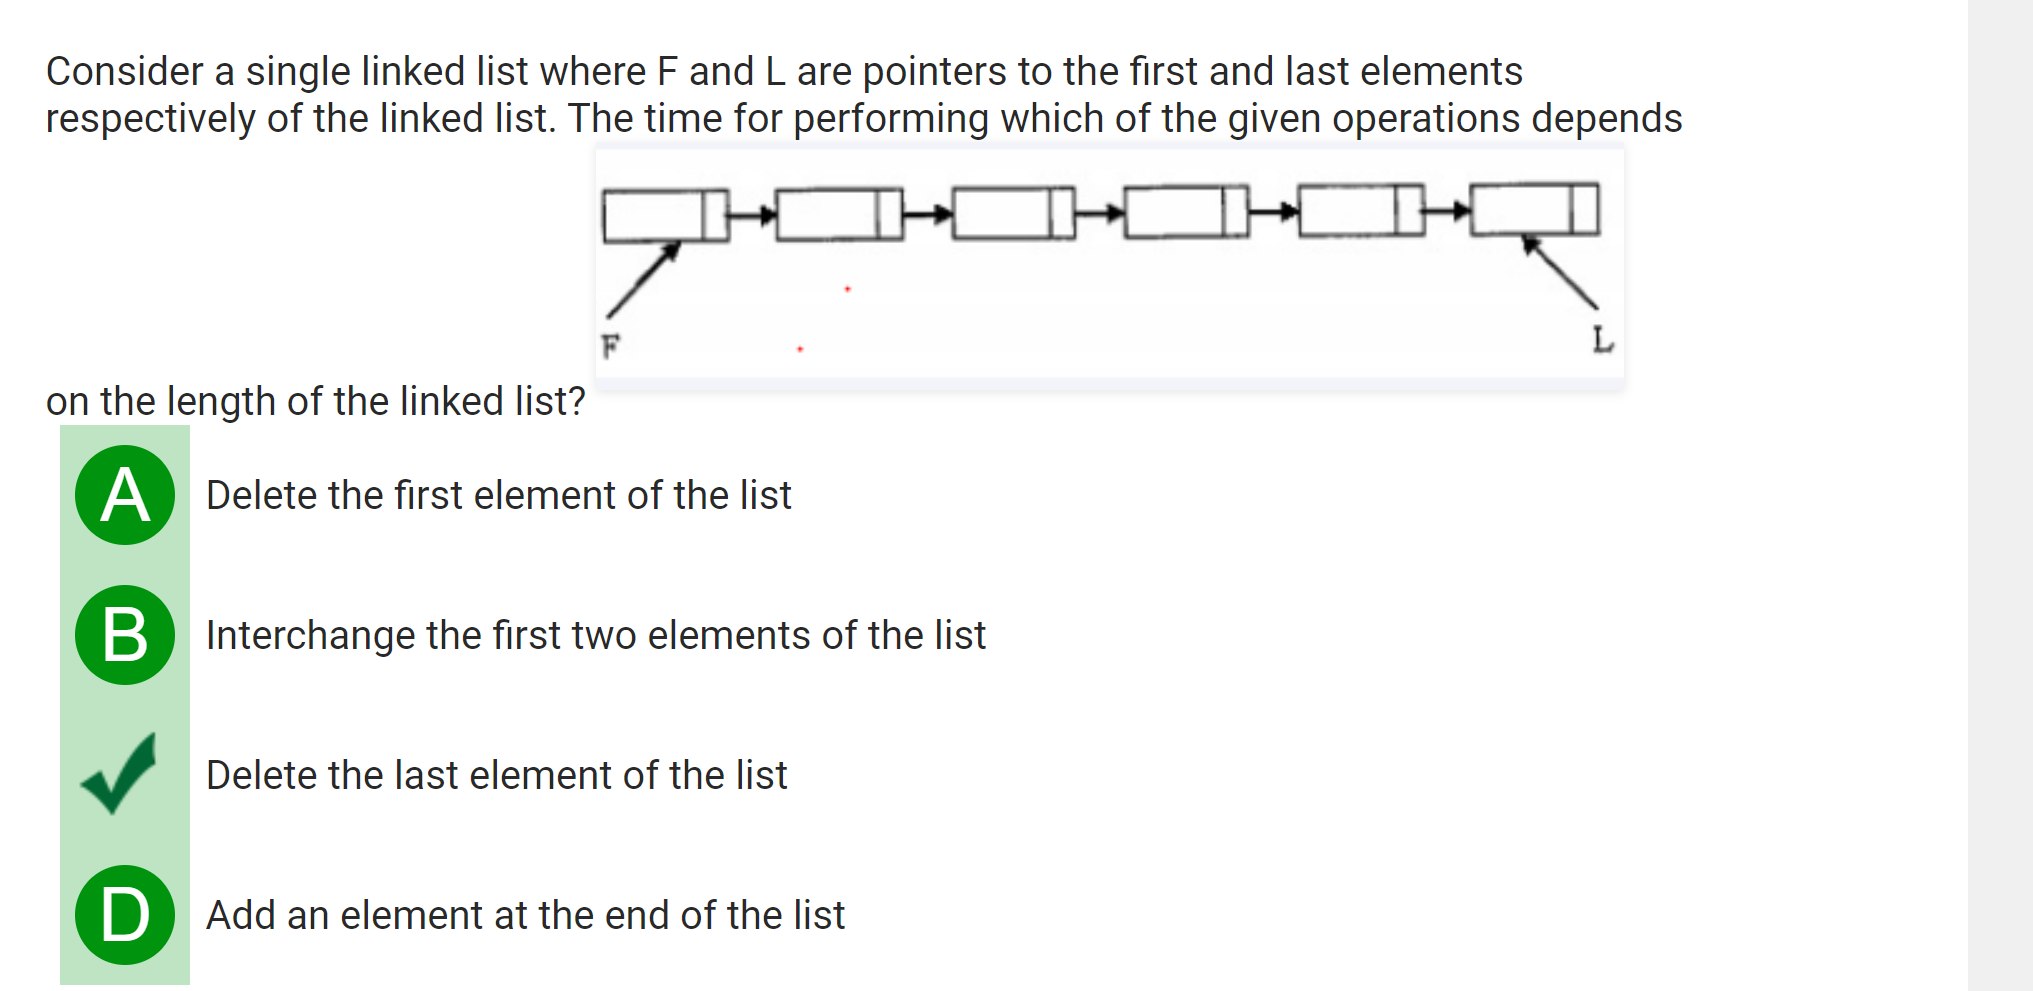 Consider a single linked list where F and L are pointers to the first and last elements
respectively of the linked list. The time for performing which of the given operations depends
F
L
on the length of the linked list?
A Delete the first element of the list
B Interchange the first two elements of the list
Delete the last element of the list
D Add an element at the end of the list